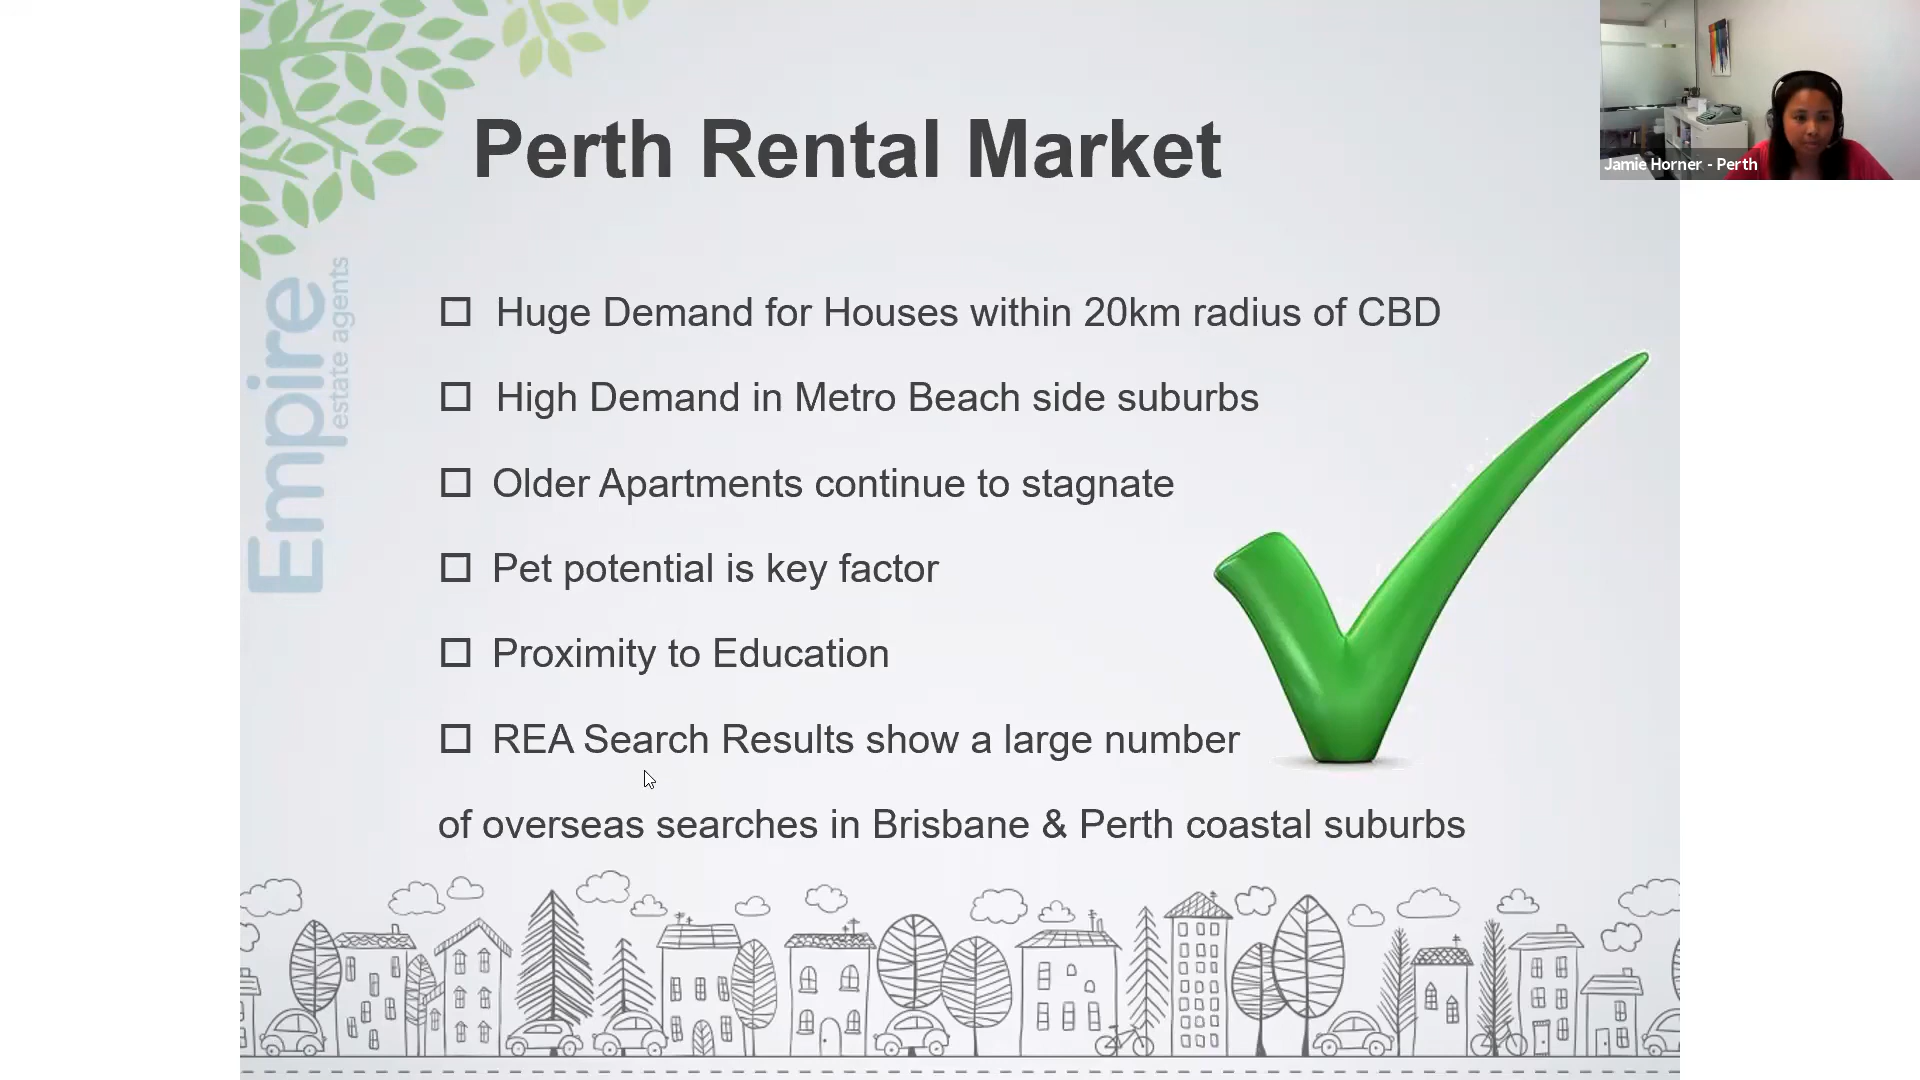 Perth Rental Market
Jamie Horner - Perth
Empire
estate agents
Huge Demand for Houses within 20km radius of CBD
High Demand in Metro Beach side suburbs
Older Apartments continue to stagnate
Pet potential is key factor
Proximity to Education
REA Search Results show a large number
of overseas searches in Brisbane & Perth coastal suburbs